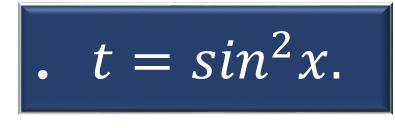 . t = sin²x.